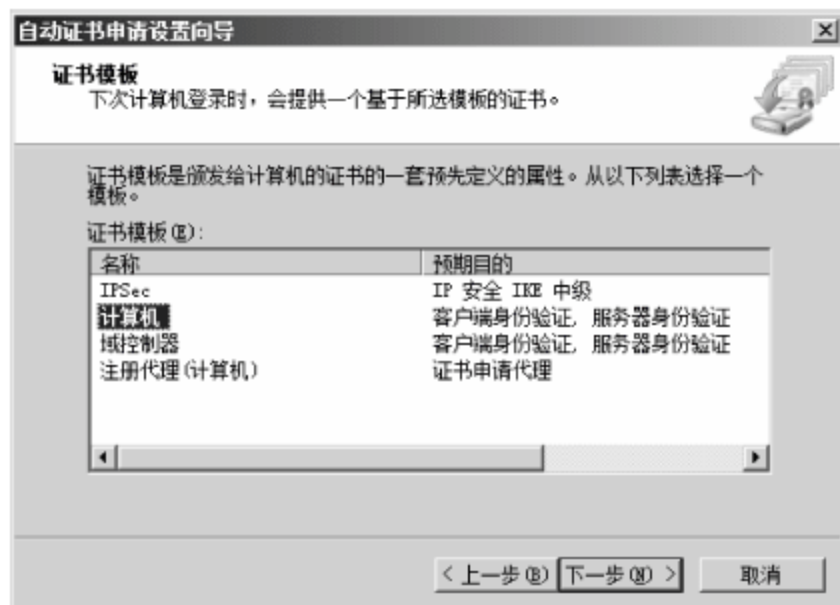 自动证书申请设置向导
证书模板
下次计算机登录时，会提供一个基于所选模板的证书。
证书模板是颁发给计算机的证书的一套预先定义的属性。从以下列表选择一个
模板。
证书模板(E):
名称 预期目的
IPSec IP 安全 IKE 中级
计算机 客户端身份验证, 服务器身份验证
域控制器 客户端身份验证, 服务器身份验证
注册代理(计算机) 证书申请代理
< 上一步(B) 下一步(N) > 取消